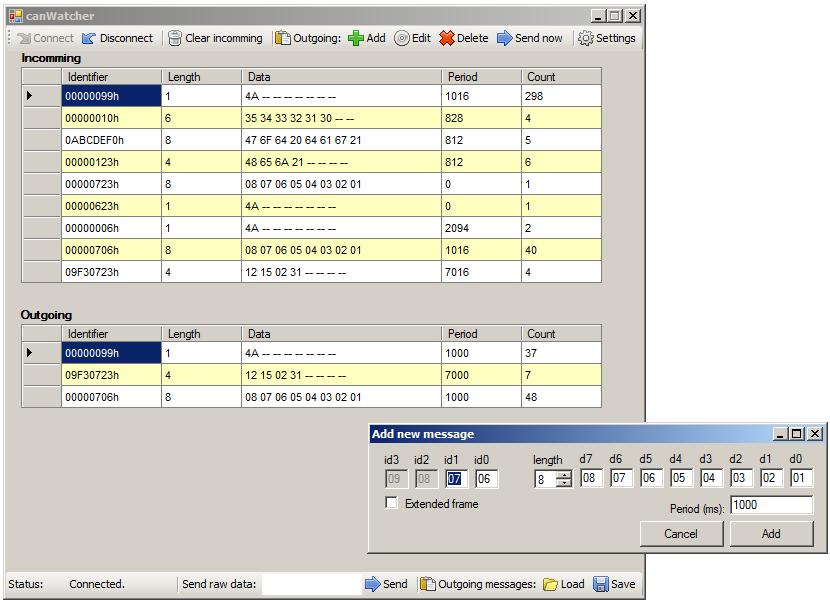 canWatcher
Connect Disconnect Clear incomming Outgoing: Add Edit Delete Send now Settings
Incomming
Identifier Length Data Period Count
00000099h 1 4A -- -- -- -- -- -- -- 1016 298
00000010h 6 35 34 33 32 31 30 -- -- 828 4
0ABCDEF0h 8 47 6F 64 20 64 61 67 21 812 5
00000123h 4 48 65 6A 21 -- -- -- -- 812 6
00000723h 8 08 07 06 05 04 03 02 01 0 1
00000623h 1 4A -- -- -- -- -- -- -- 0 1
00000006h 1 4A -- -- -- -- -- -- -- 2094 2
00000706h 8 08 07 06 05 04 03 02 01 1016 40
09F30723h 4 12 15 02 31 -- -- -- -- 7016 4
Outgoing
Identifier Length Data Period Count
00000099h 1 4A -- -- -- -- -- -- -- 1000 37
09F30723h 4 12 15 02 31 -- -- -- -- 7000 7
00000706h 8 08 07 06 05 04 03 02 01 1000 48
Add new message
id3 id2 id1 id0 length d7 d6 d5 d4 d3 d2 d1 d0
09 08 07 06 8 08 07 06 05 04 03 02 01
Extended frame
Period (ms): 1000
Cancel Add
Status: Connected. Send raw data: Send Outgoing messages: Load Save